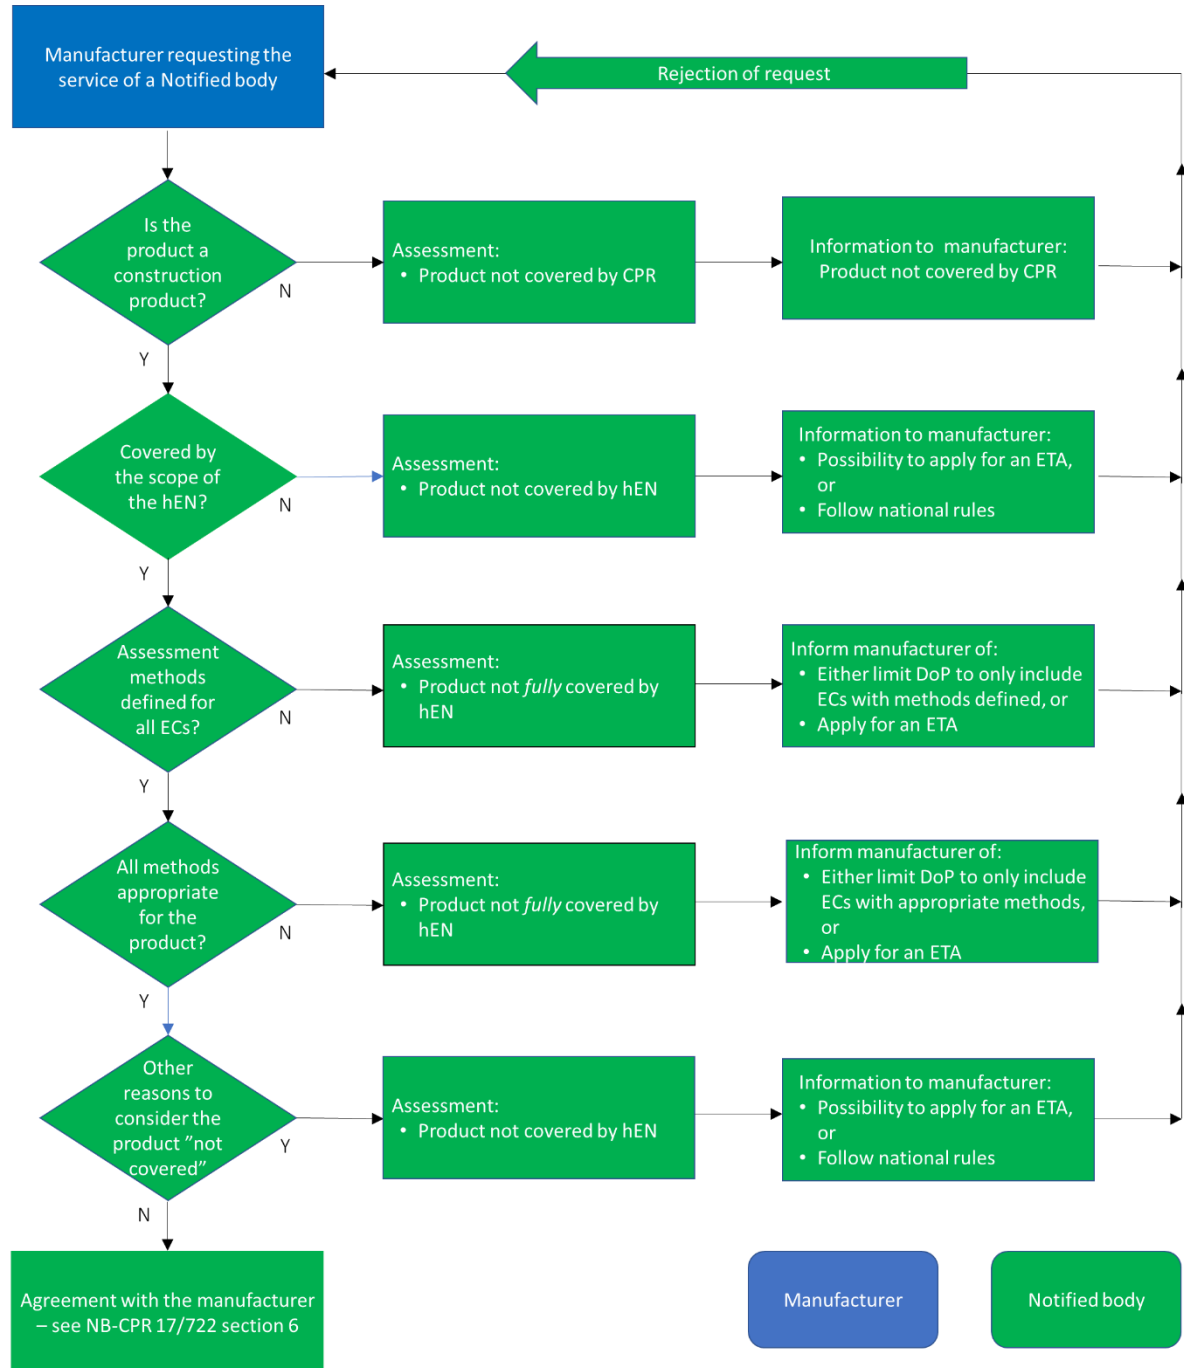 Manufacturer requesting the
service of a Notified body
Rejection of request
Is the
product a
construction
product?
N
Y
Assessment:
• Product not covered by CPR
Information to manufacturer:
Product not covered by CPR
Covered by
the scope of
the hEN?
N
Y
Assessment:
• Product not covered by hEN
Information to manufacturer:
• Possibility to apply for an ETA,
or
• Follow national rules
Assessment
methods
defined for
all ECs?
N
Y
Assessment:
• Product not fully covered by
hEN
Inform manufacturer of:
• Either limit DoP to only include
ECs with methods defined, or
• Apply for an ETA
All methods
appropriate
for the
product?
N
Y
Assessment:
• Product not fully covered by
hEN
Inform manufacturer of:
• Either limit DoP to only include
ECs with appropriate methods,
or
• Apply for an ETA
Other
reasons to
consider the
product ”not
covered”
Y
N
Assessment:
• Product not covered by hEN
Information to manufacturer:
• Possibility to apply for an ETA,
or
• Follow national rules
Agreement with the manufacturer
– see NB-CPR 17/722 section 6
Manufacturer
Notified body